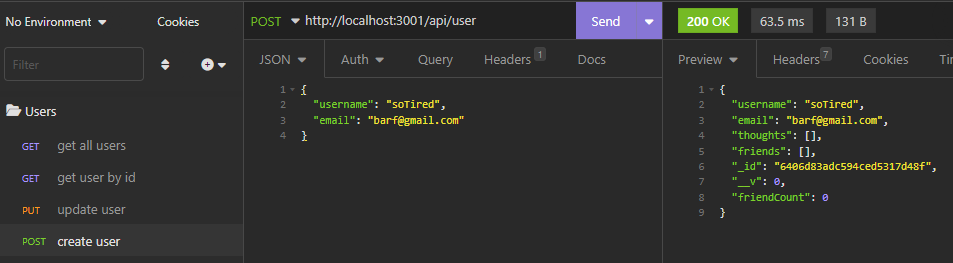 No Environment Cookies
POST http://localhost:3001/api/user Send
200 OK 63.5 ms 131 B
Filter
JSON Auth Query Headers 1 Docs
Preview Headers 7 Cookies
Users
GET get all users
GET get user by id
PUT update user
POST create user
1 {
2 "username": "soTired",
3 "email": "barf@gmail.com"
4 }
1 {
2 "username": "soTired",
3 "email": "barf@gmail.com",
4 "thoughts": [],
5 "friends": [],
6 "_id": "6406d83adc594ced5317d48f",
7 "__v": 0,
8 "friendCount": 0
9 }